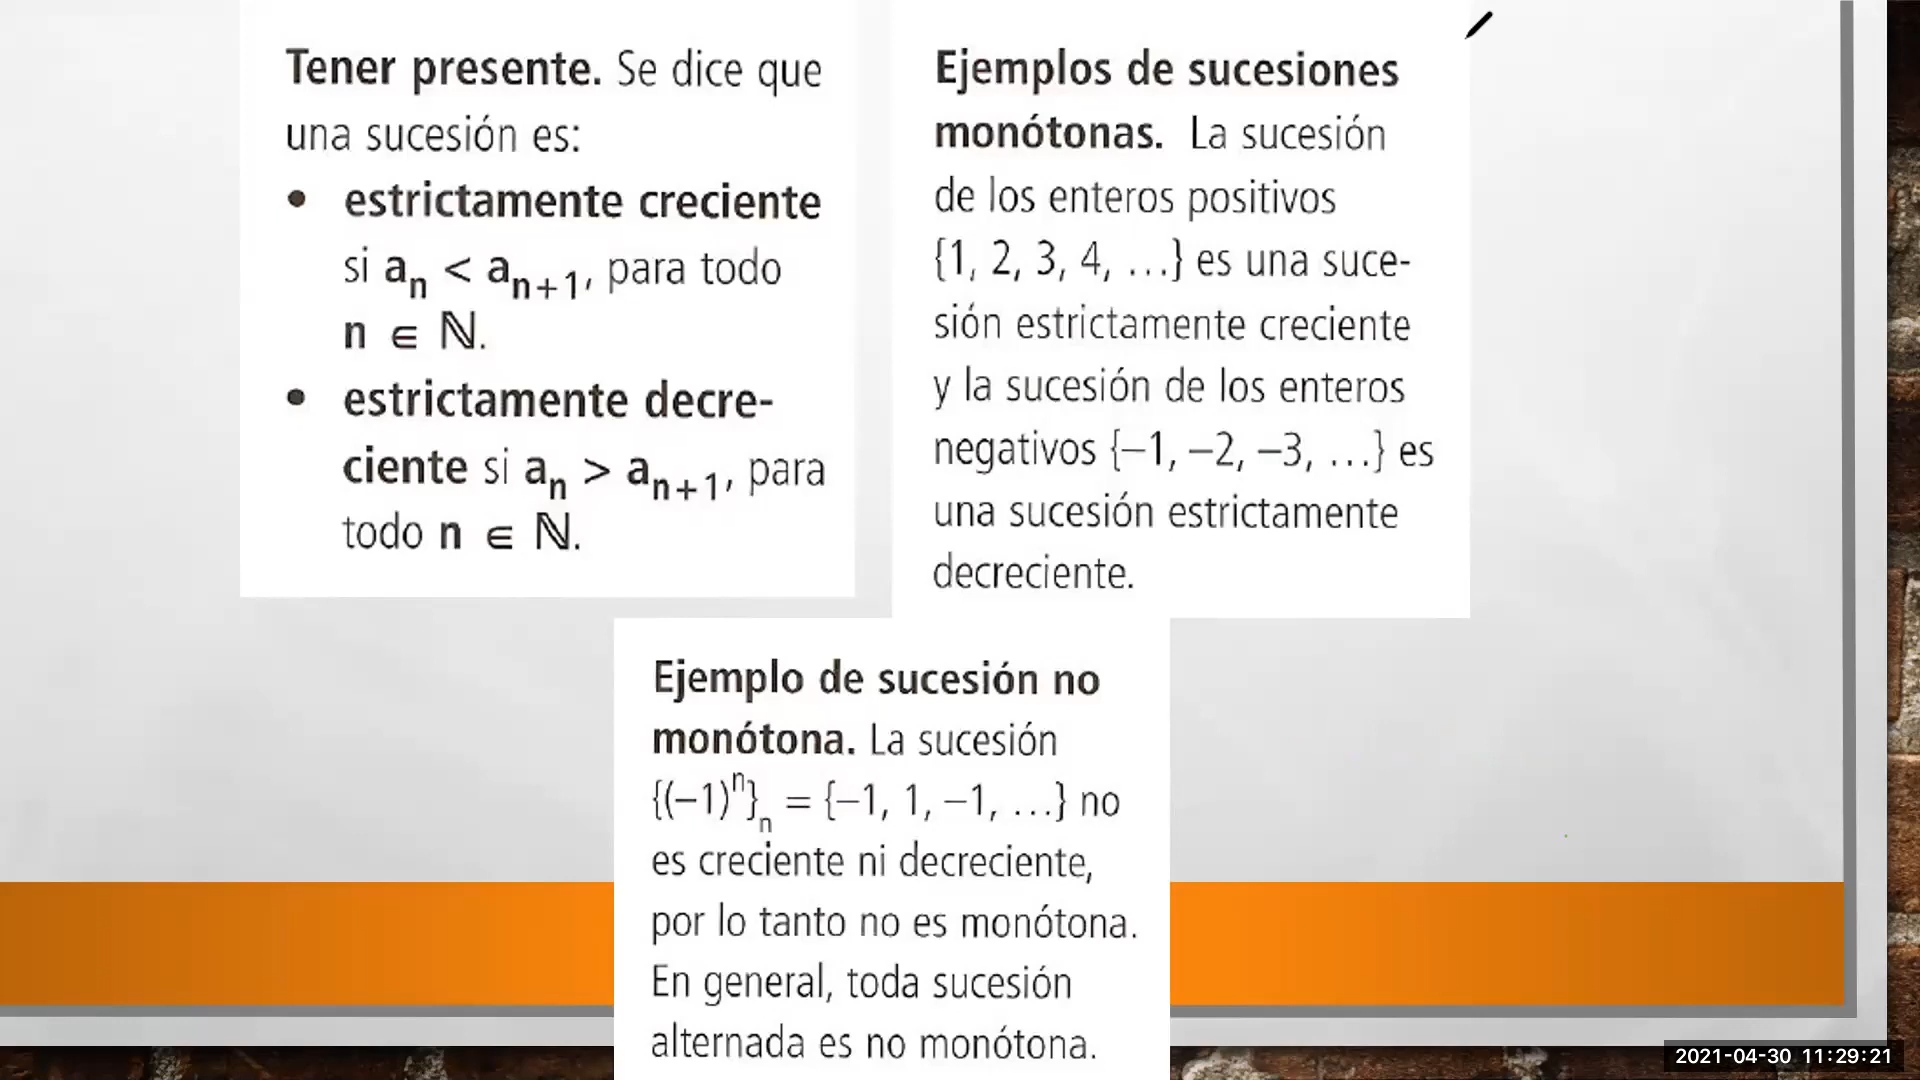 Tener presente. Se dice que
una sucesión es:
• estrictamente creciente
si aₙ < aₙ₊₁, para todo
n ∈ ℕ.
• estrictamente decre-
ciente si aₙ > aₙ₊₁, para
todo n ∈ ℕ.
Ejemplos de sucesiones
monótonas. La sucesión
de los enteros positivos
{1, 2, 3, 4, ...} es una suce-
sión estrictamente creciente
y la sucesión de los enteros
negativos {–1, –2, –3, ...} es
una sucesión estrictamente
decreciente.
Ejemplo de sucesión no
monótona. La sucesión
{(–1)ⁿ}ₙ = {–1, 1, –1, ...} no
es creciente ni decreciente,
por lo tanto no es monótona.
En general, toda sucesión
alternada es no monótona.
2021-04-30 11:29:21